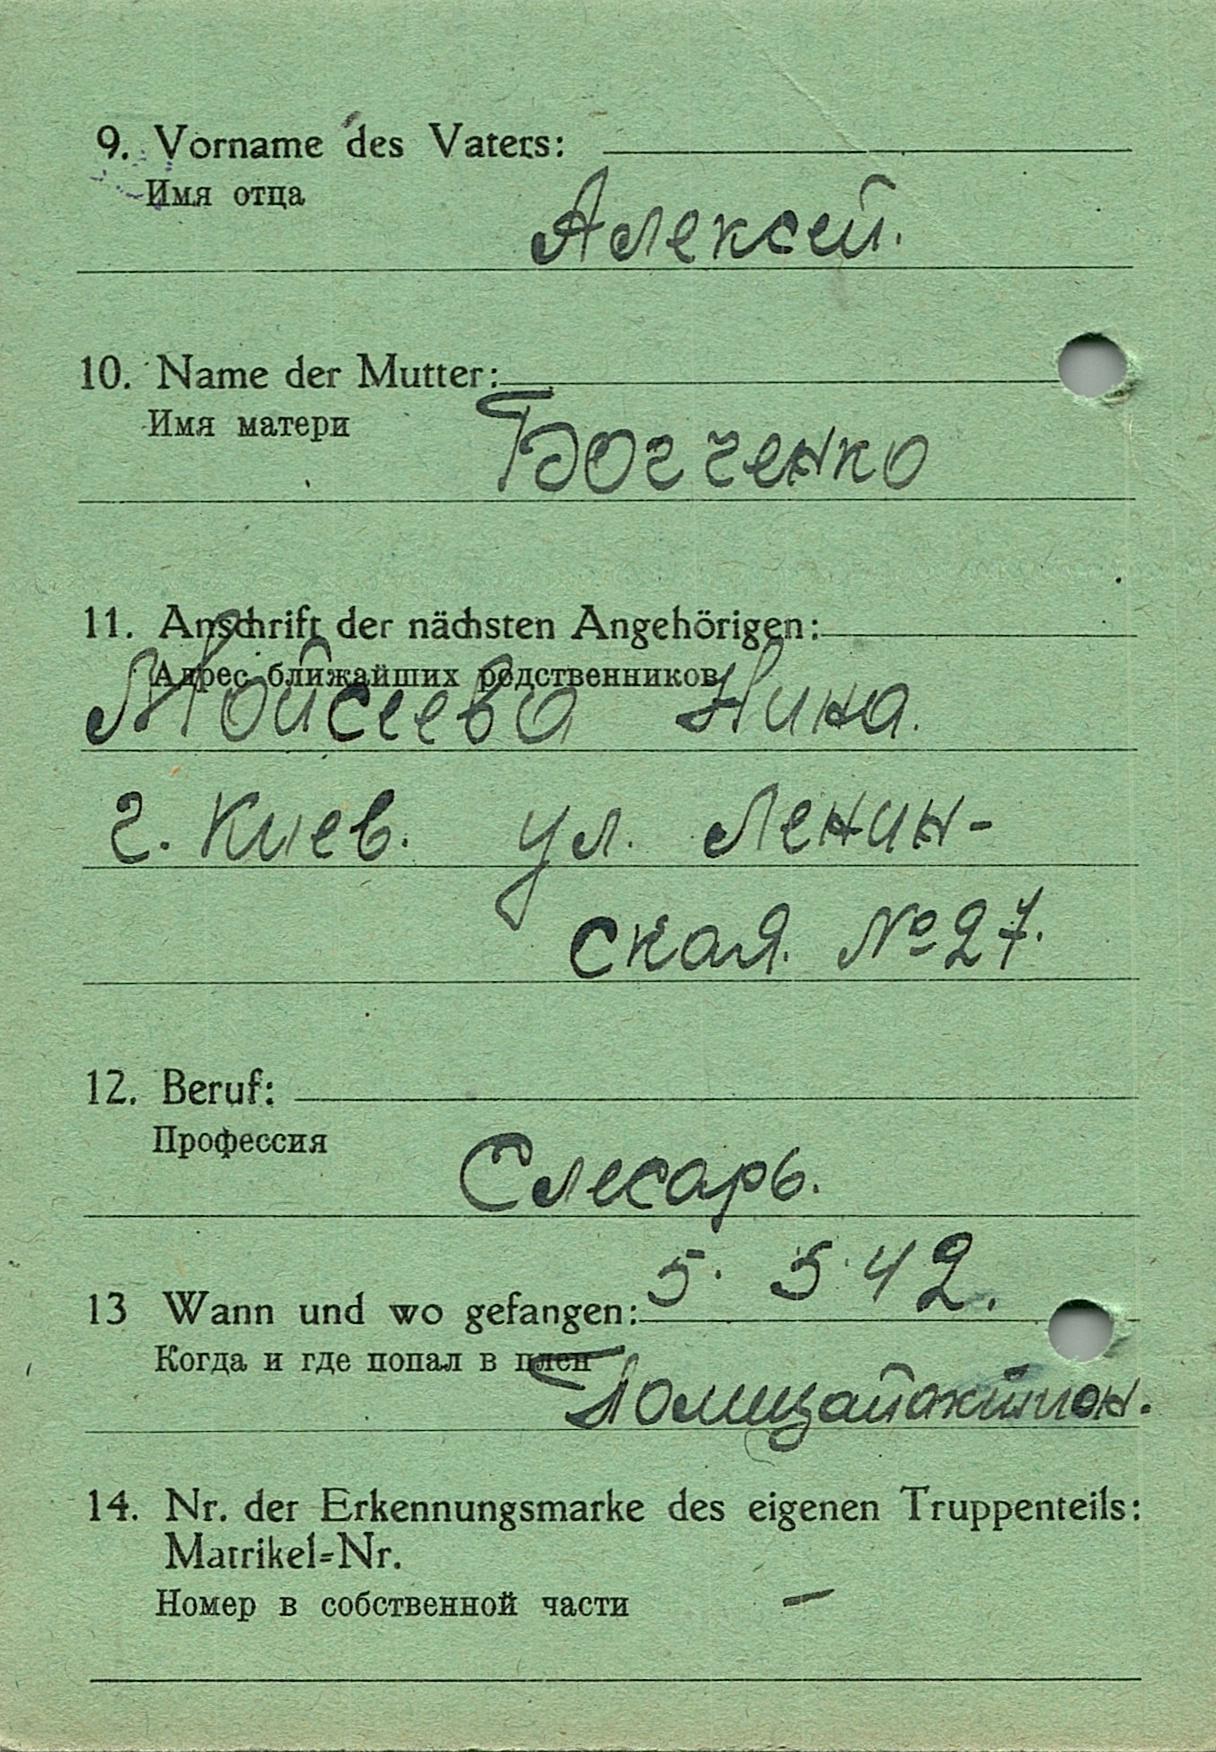 9. Vorname des Vaters:
Имя отца
Алексей.
10. Name der Mutter:
Имя матери
Богченко
11. Anschrift der nächsten Angehörigen:
Адрес ближайших родственников
Мойсеева Нина.
г. Киев. ул. Ленин-
ская. №27.
12. Beruf:
Профессия
Слесарь.
5. 5 42.
13 Wann und wo gefangen:
Когда и где попал в плен
14. Nr. der Erkennungsmarke des eigenen Truppenteils:
Matrikel=Nr.
Номер в собственной части
—